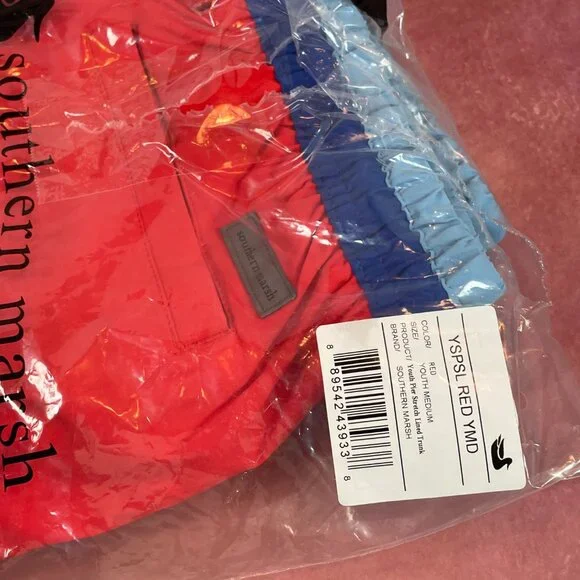 southern marsh
southern marsh
YSPSL RED YMD
COLOR/ RED
SIZE/ YOUTH MEDIUM
PRODUCT/ Youth Pier Stretch Lined Trunk
BRAND/ SOUTHERN MARSH
8 89542 43933 8